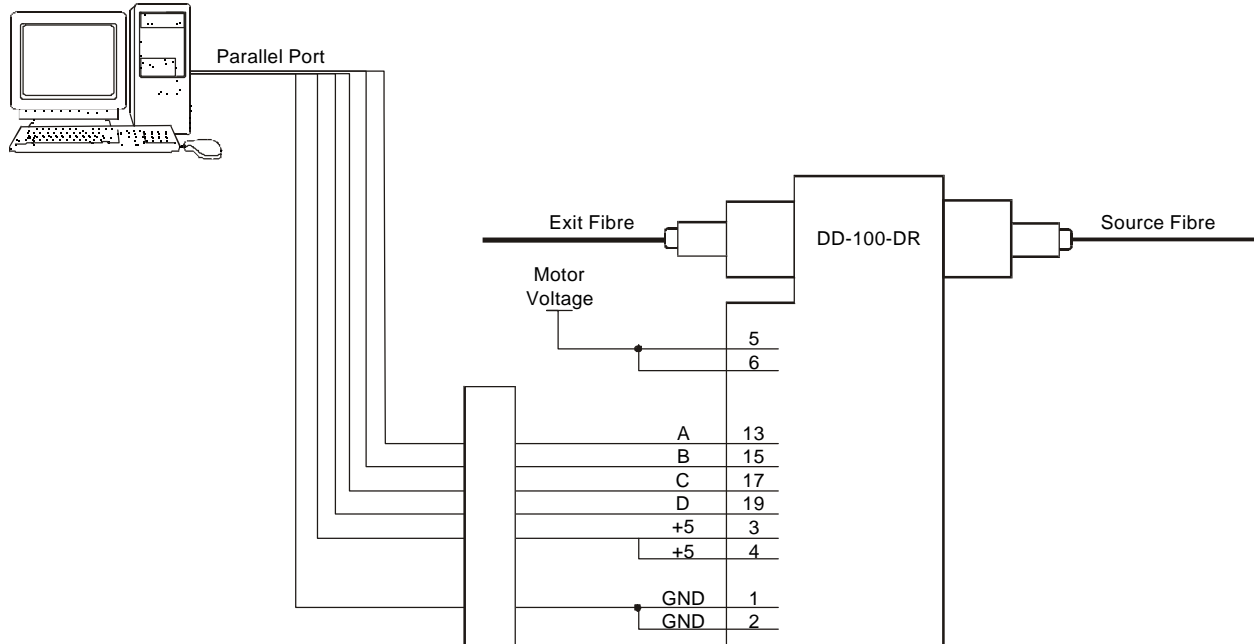 Parallel Port
Exit Fibre
DD-100-DR
Source Fibre
Motor
Voltage
5
6
A 13
B 15
C 17
D 19
+5 3
+5 4
GND 1
GND 2